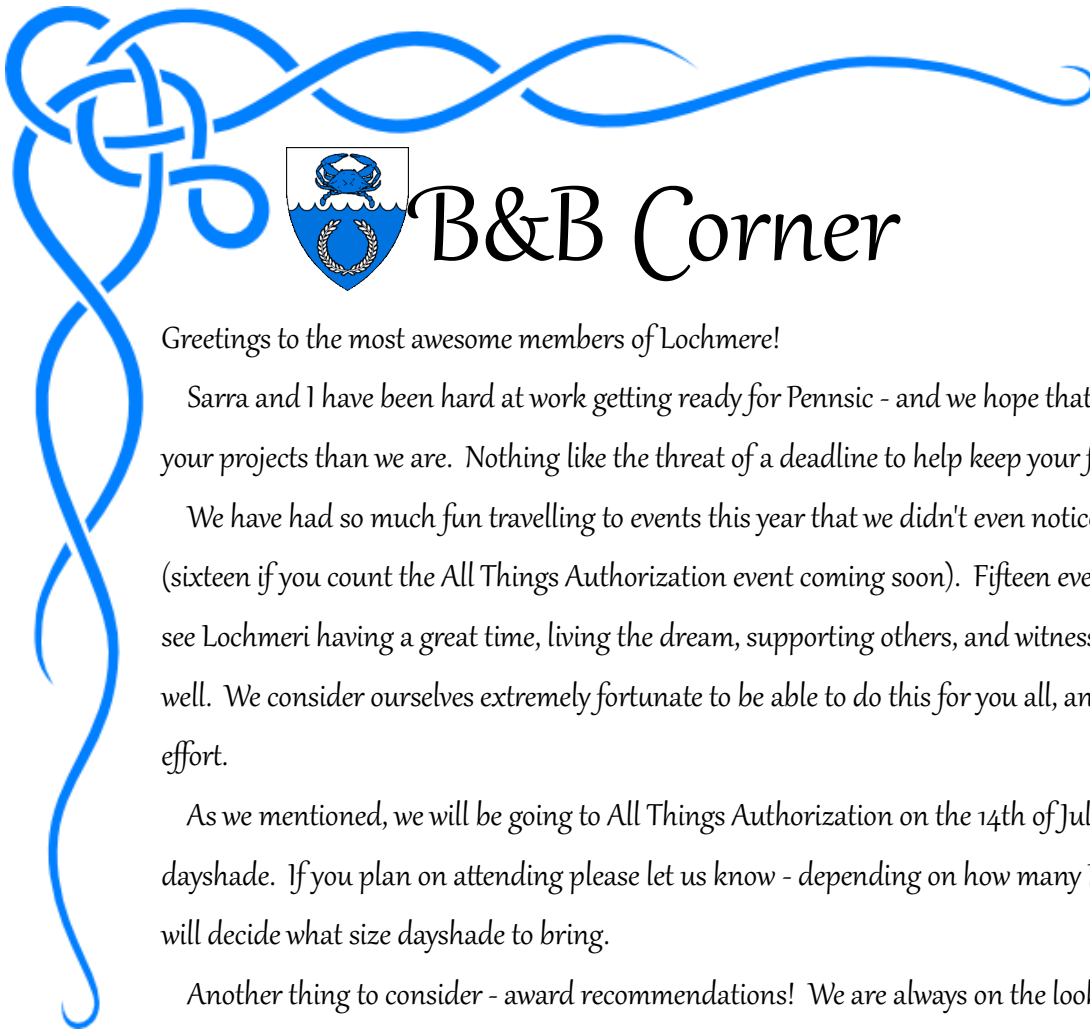 B&B Corner
Greetings to the most awesome members of Lochmere!
Sarra and I have been hard at work getting ready for Pennsic - and we hope that
your projects than we are.  Nothing like the threat of a deadline to help keep your
We have had so much fun travelling to events this year that we didn't even
(sixteen if you count the All Things Authorization event coming soon).  Fifteen
see Lochmeri having a great time, living the dream, supporting others, and
well.  We consider ourselves extremely fortunate to be able to do this for you all,
effort.
As we mentioned, we will be going to All Things Authorization on the 14th of
dayshade.  If you plan on attending please let us know - depending on how many
will decide what size dayshade to bring.
Another thing to consider - award recommendations!  We are always on the